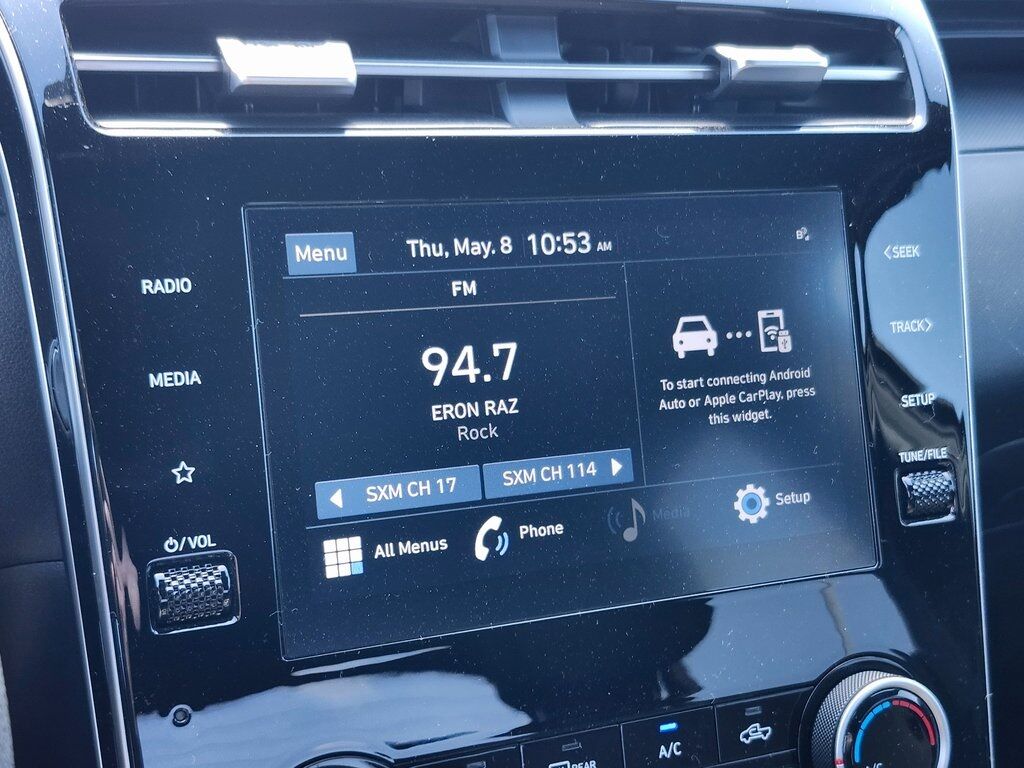 Menu
Thu, May. 8 10:53 AM
<SEEK
FM
RADIO
94.7
TRACK>
ERON RAZ
Rock
To start connecting Android
Auto or Apple CarPlay, press
this widget.
MEDIA
SETUP
SXM CH 17
SXM CH 114
TUNE/FILE
All Menus
Phone
Media
Setup
/VOL
REAR
A/C
A/C